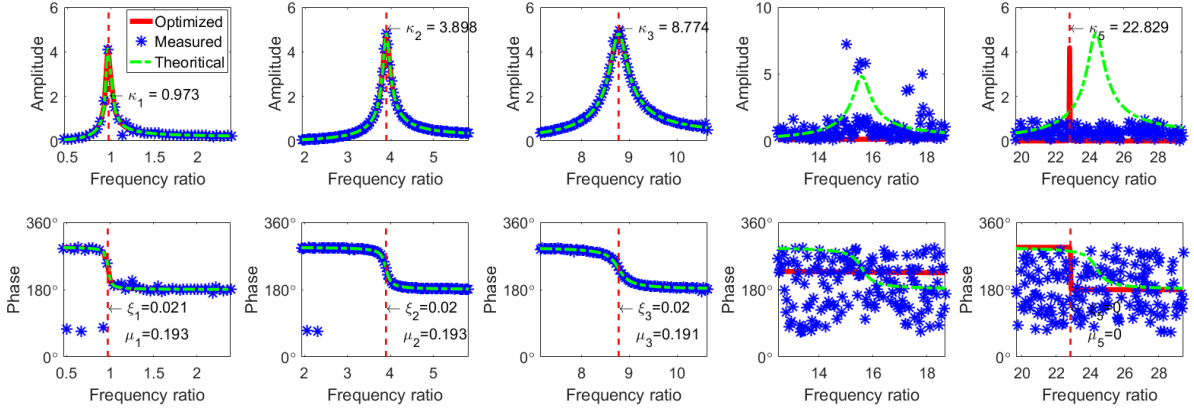 Optimized
Measured
Theoritical
Amplitude
0
2
4
6
← κ1 = 0.973
0.5
1
1.5
2
Frequency ratio
Amplitude
0
2
4
6
← κ2 = 3.898
2
3
4
5
Frequency ratio
Amplitude
0
2
4
6
← κ3 = 8.774
8
9
10
Frequency ratio
Amplitude
0
5
10
14
16
18
Frequency ratio
Amplitude
0
2
4
6
← κ5 = 22.829
20
22
24
26
28
Frequency ratio
Phase
0°
180°
360°
← ξ1=0.021
μ1=0.193
0.5
1
1.5
2
Frequency ratio
Phase
0°
180°
360°
← ξ2=0.02
μ2=0.193
2
3
4
5
Frequency ratio
Phase
0°
180°
360°
← ξ3=0.02
μ3=0.191
8
9
10
Frequency ratio
Phase
0°
180°
360°
14
16
18
Frequency ratio
Phase
0°
180°
360°
μ5=0
20
22
24
26
28
Frequency ratio